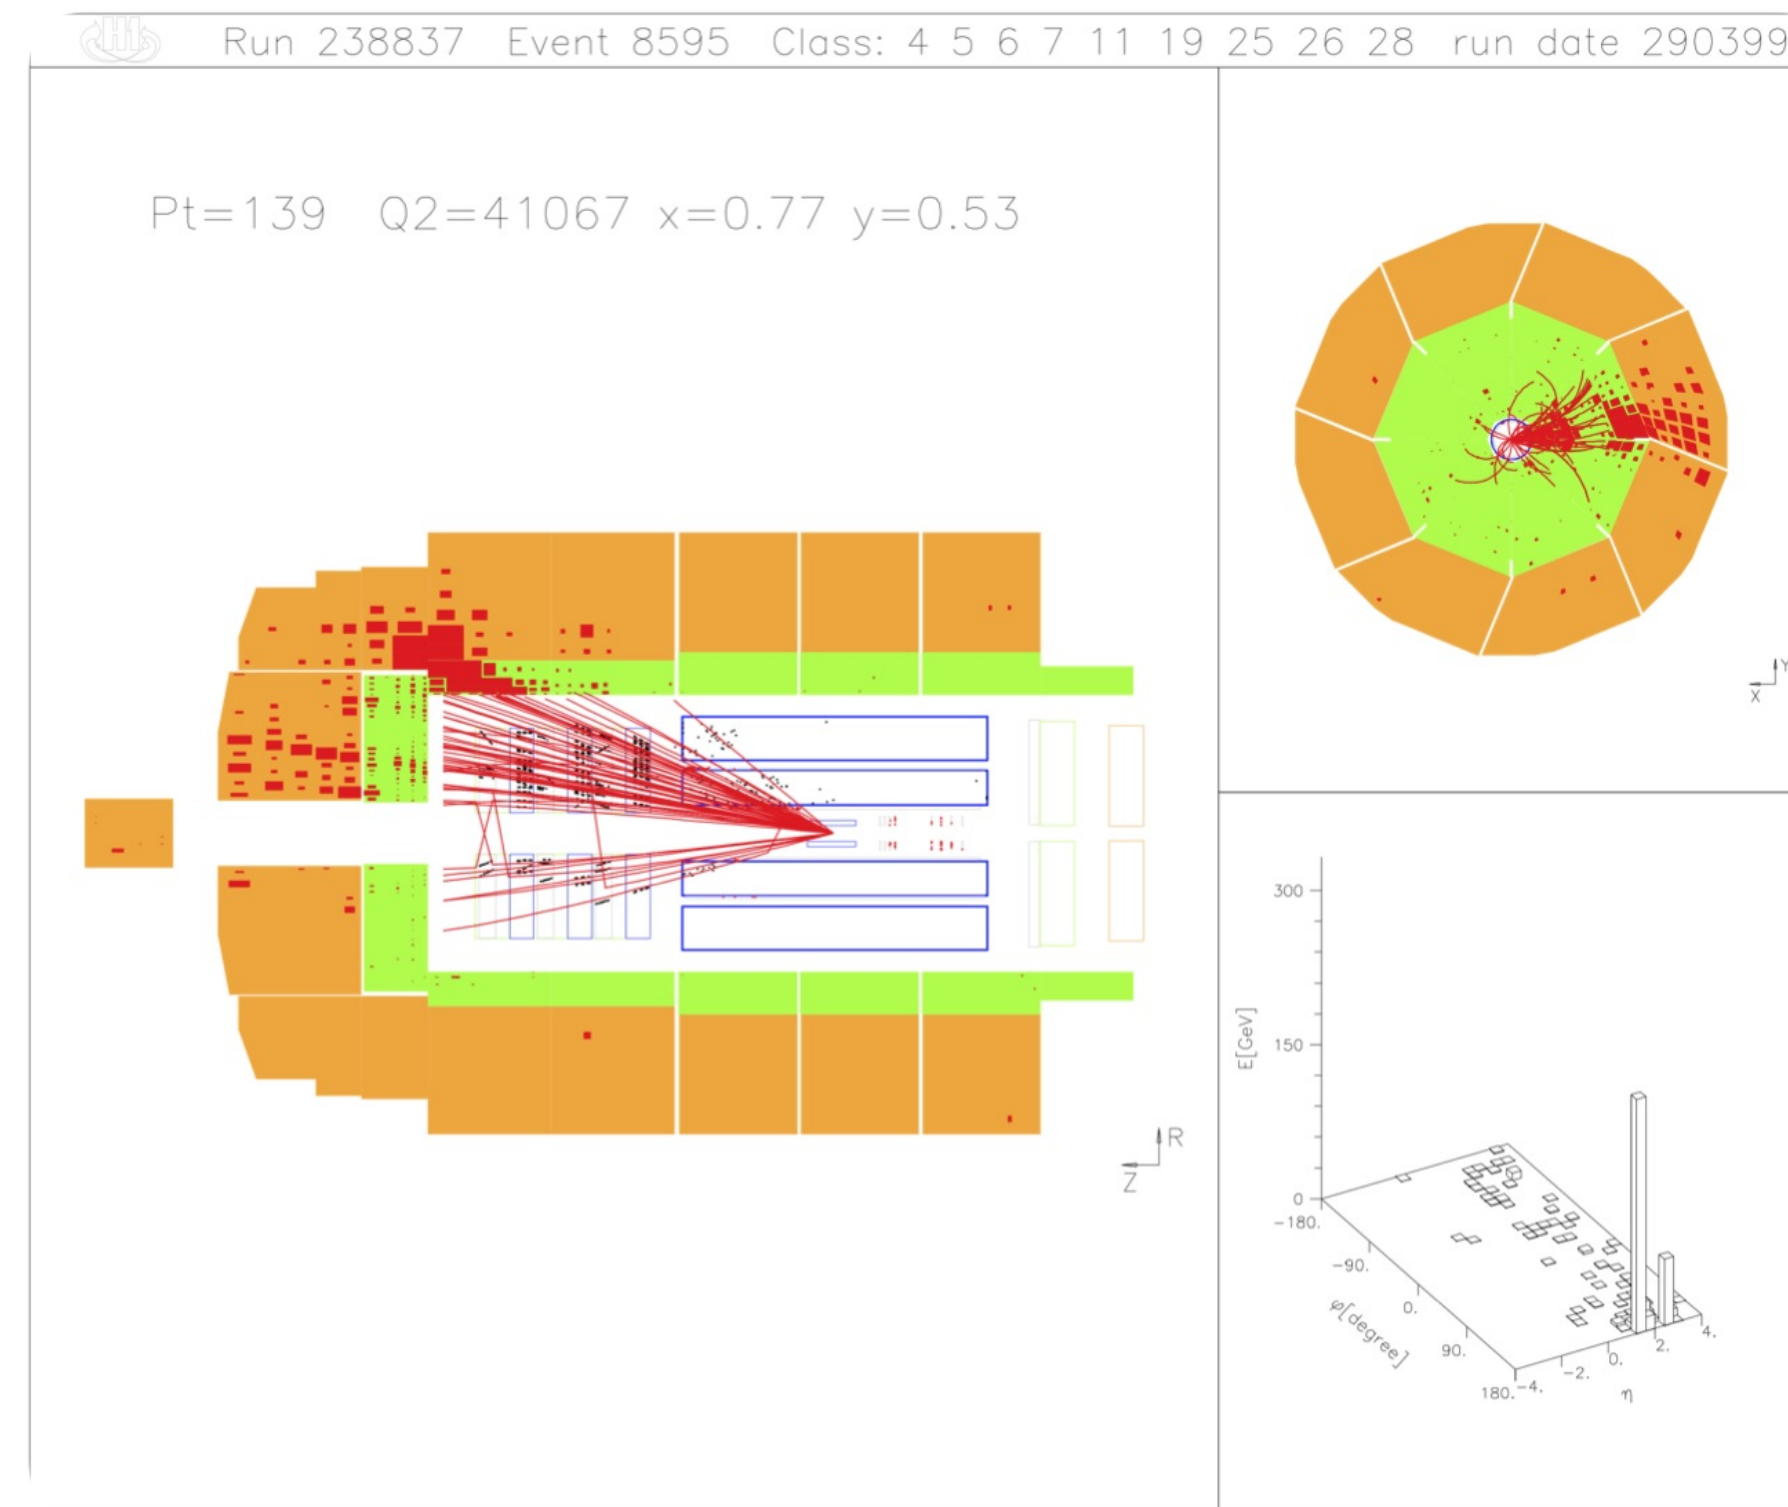 H1 Run 238837 Event 8595 Class: 4 5 6 7 11 19 25 26 28 run date 290399
Pt=139 Q2=41067 x=0.77 y=0.53
Y
X
R
Z
E[GeV]
300
150
0
-180.
-90.
0.
90.
180.
φ[degree]
-4.
-2.
0.
2.
4.
η